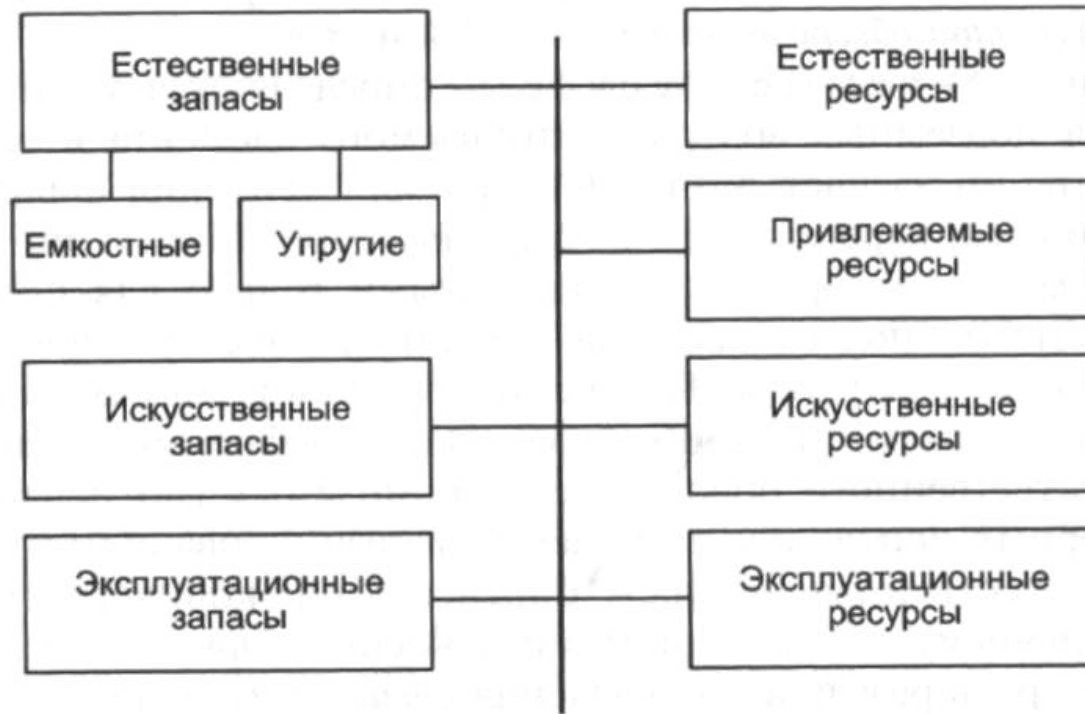 Естественные
запасы
Естественные
ресурсы
Емкостные
Упругие
Привлекаемые
ресурсы
Искусственные
запасы
Искусственные
ресурсы
Эксплуатационные
запасы
Эксплуатационные
ресурсы